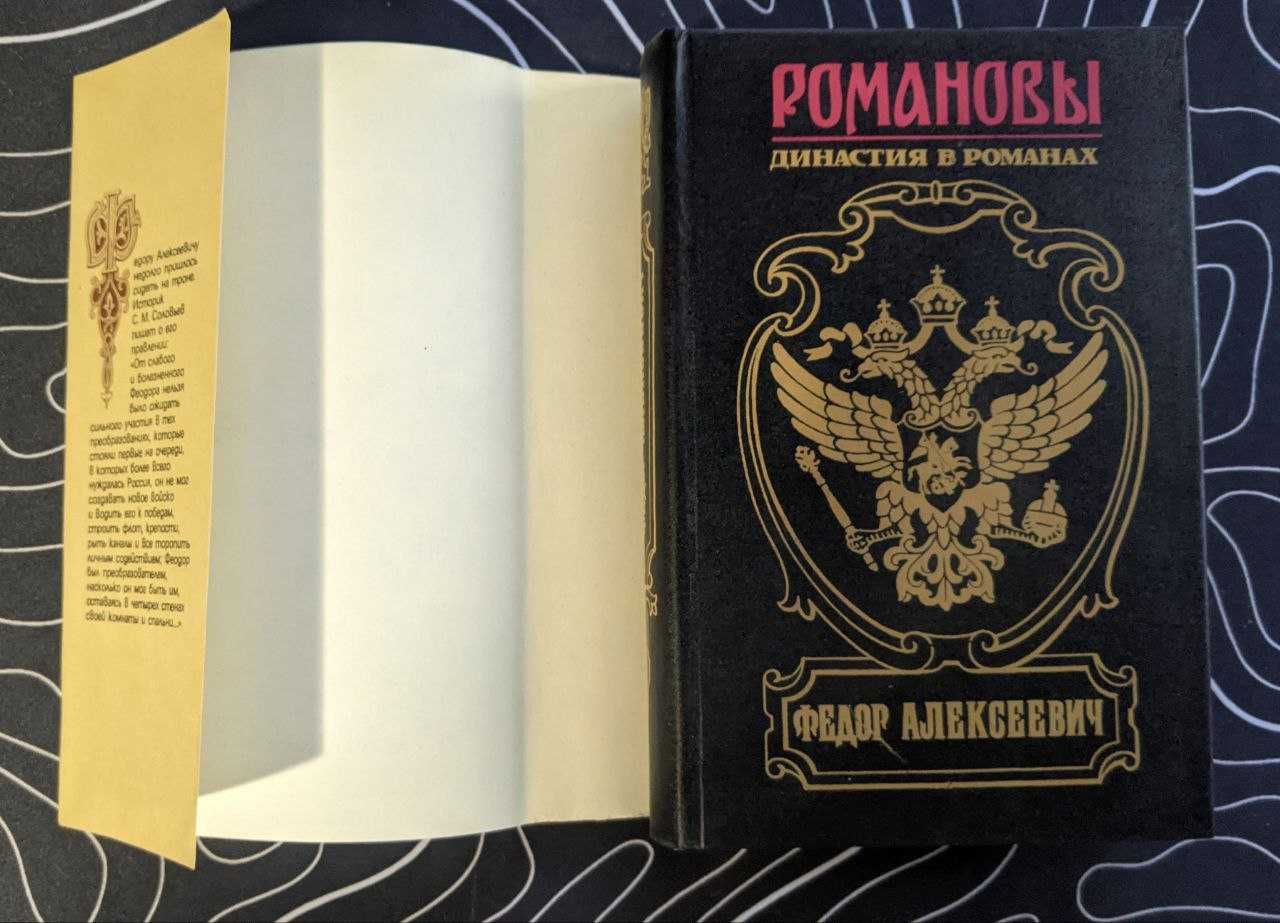 Федору Алексеевичу
недолго пришлось
сидеть на троне.
Историк
С. М. Соловьев
пишет о его
правлении:
«От слабого
и болезненного
Феодора нельзя
было ожидать
сильного участия в тех
преобразованиях, которые
стояли первые на очереди,
в которых более всего
нуждалась Россия, он не мог
создавать новое войско
и водить его к победам,
строить флот, крепости,
рыть каналы и все торопить
личным содействием; Феодор
был преобразователем,
насколько он мог быть им,
оставаясь в четырех стенах
своей комнаты и спальни...»
РОМАНОВЫ
ДИНАСТИЯ В РОМАНАХ
ФЕДОР АЛЕКСЕЕВИЧ